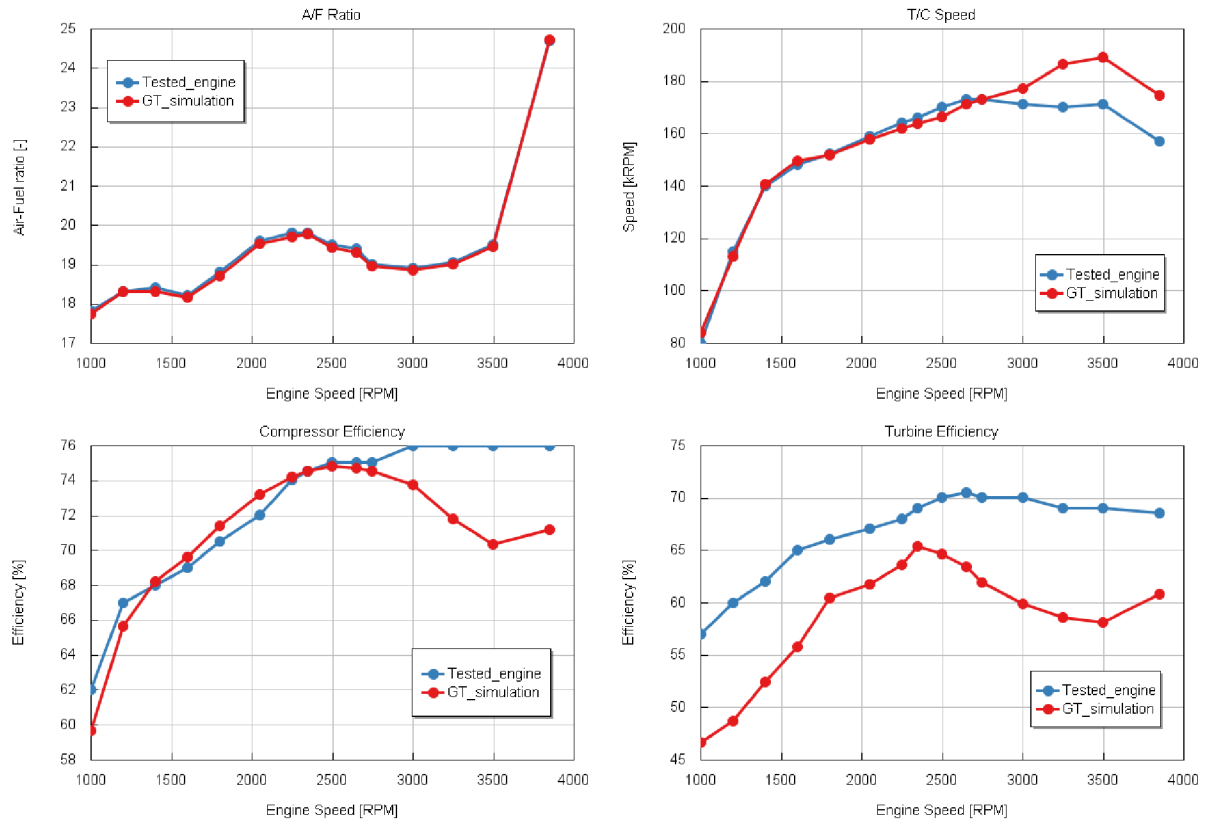 A/F Ratio
25
24
23
22
21
20
19
18
17
Air-Fuel ratio [-]
Tested_engine
GT_simulation
1000 1500 2000 2500 3000 3500 4000
Engine Speed [RPM]
T/C Speed
200
180
160
140
120
100
80
Speed [kRPM]
Tested_engine
GT_simulation
1000 1500 2000 2500 3000 3500 4000
Engine Speed [RPM]
Compressor Efficiency
76
74
72
70
68
66
64
62
60
58
Efficiency [%]
Tested_engine
GT_simulation
1000 1500 2000 2500 3000 3500 4000
Engine Speed [RPM]
Turbine Efficiency
75
70
65
60
55
50
45
Efficiency [%]
Tested_engine
GT_simulation
1000 1500 2000 2500 3000 3500 4000
Engine Speed [RPM]